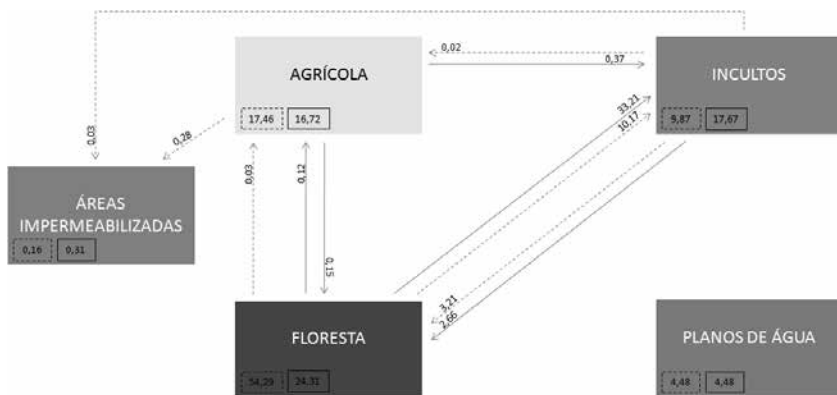 0,02
AGRÍCOLA
0,37
INCULTOS
17,46 16,72
33,21
10,17
9,87 17,67
0,03
0,28
0,03
0,12
ÁREAS
IMPERMEABILIZADAS
0,16 0,31
0,15
3,21
2,66
FLORESTA
PLANOS DE ÁGUA
54,29 24,31
4,48 4,48